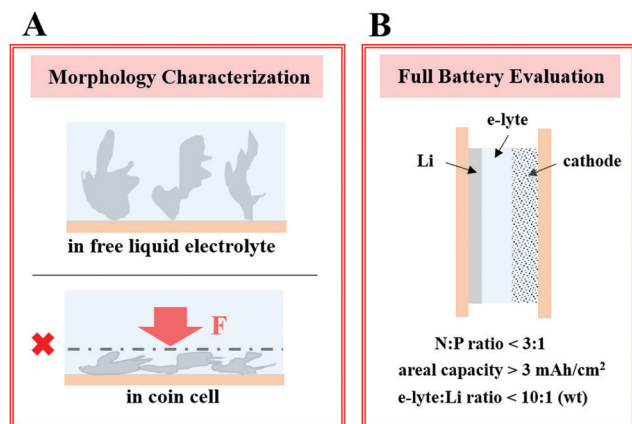 A
Morphology Characterization
in free liquid electrolyte
F
in coin cell
B
Full Battery Evaluation
e-lyte
Li
cathode
N:P ratio < 3:1
areal capacity > 3 mAh/cm²
e-lyte:Li ratio < 10:1 (wt)